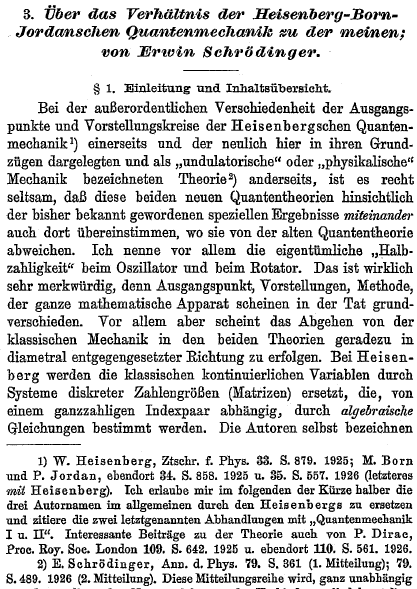 3. Über das Verhältnis der Heisenberg-Born-
Jordanschen Quantenmechanik zu der meinen;
von Erwin Schrödinger.
§ 1. Einleitung und Inhaltsübersicht.
Bei der außerordentlichen Verschiedenheit der Ausgangs-
punkte und Vorstellungskreise der Heisenbergschen Quanten-
mechanik¹) einerseits und der neulich hier in ihren Grund-
zügen dargelegten und als „undulatorische“ oder „physikalische“
Mechanik bezeichneten Theorie²) anderseits, ist es recht
seltsam, daß diese beiden neuen Quantentheorien hinsichtlich
der bisher bekannt gewordenen speziellen Ergebnisse miteinander
auch dort übereinstimmen, wo sie von der alten Quantentheorie
abweichen. Ich nenne vor allem die eigentümliche „Halb-
zahligkeit“ beim Oszillator und beim Rotator. Das ist wirklich
sehr merkwürdig, denn Ausgangspunkt, Vorstellungen, Methode,
der ganze mathematische Apparat scheinen in der Tat grund-
verschieden. Vor allem aber scheint das Abgehen von der
klassischen Mechanik in den beiden Theorien geradezu in
diametral entgegengesetzter Richtung zu erfolgen. Bei Heisen-
berg werden die klassischen kontinuierlichen Variablen durch
Systeme diskreter Zahlengrößen (Matrizen) ersetzt, die, von
einem ganzzahligen Indexpaar abhängig, durch algebraische
Gleichungen bestimmt werden. Die Autoren selbst bezeichnen
1) W. Heisenberg, Ztschr. f. Phys. 33. S. 879. 1925; M. Born
und P. Jordan, ebendort 34. S. 858. 1925 u. 35. S. 557. 1926 (letzteres
mit Heisenberg). Ich erlaube mir im folgenden der Kürze halber die
drei Autornamen im allgemeinen durch den Heisenbergs zu ersetzen
und zitiere die zwei letztgenannten Abhandlungen mit „Quantenmechanik
I u. II“. Interessante Beiträge zu der Theorie auch von P. Dirac,
Proc. Roy. Soc. London 109. S. 642. 1925 u. ebendort 110. S. 561. 1926.
2) E. Schrödinger, Ann. d. Phys. 79. S. 361 (1. Mitteilung); 79.
S. 489. 1926 (2. Mitteilung). Diese Mitteilungsreihe wird, ganz unabhängig